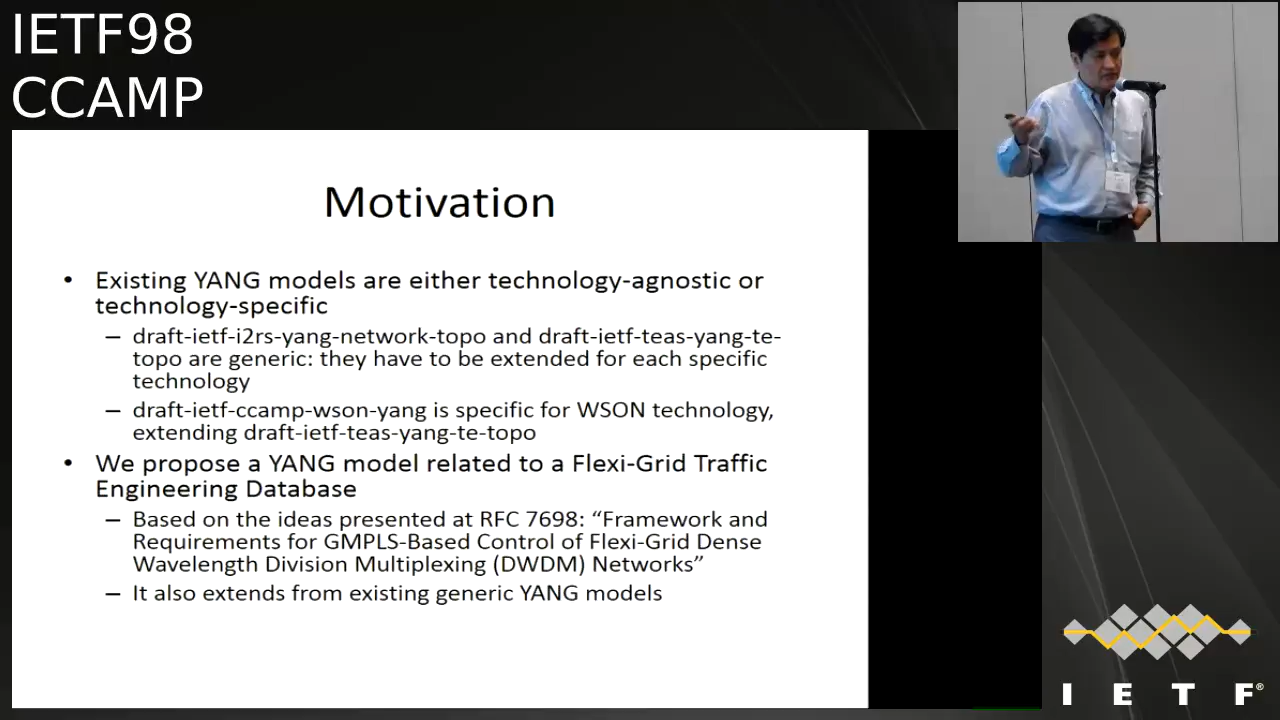 IETF98
CCAMP
Motivation
• Existing YANG models are either technology-agnostic or
technology-specific
– draft-ietf-i2rs-yang-network-topo and draft-ietf-teas-yang-te-
topo are generic: they have to be extended for each specific
technology
– draft-ietf-ccamp-wson-yang is specific for WSON technology,
extending draft-ietf-teas-yang-te-topo
• We propose a YANG model related to a Flexi-Grid Traffic
Engineering Database
– Based on the ideas presented at RFC 7698: “Framework and
Requirements for GMPLS-Based Control of Flexi-Grid Dense
Wavelength Division Multiplexing (DWDM) Networks”
– It also extends from existing generic YANG models
I E T F®